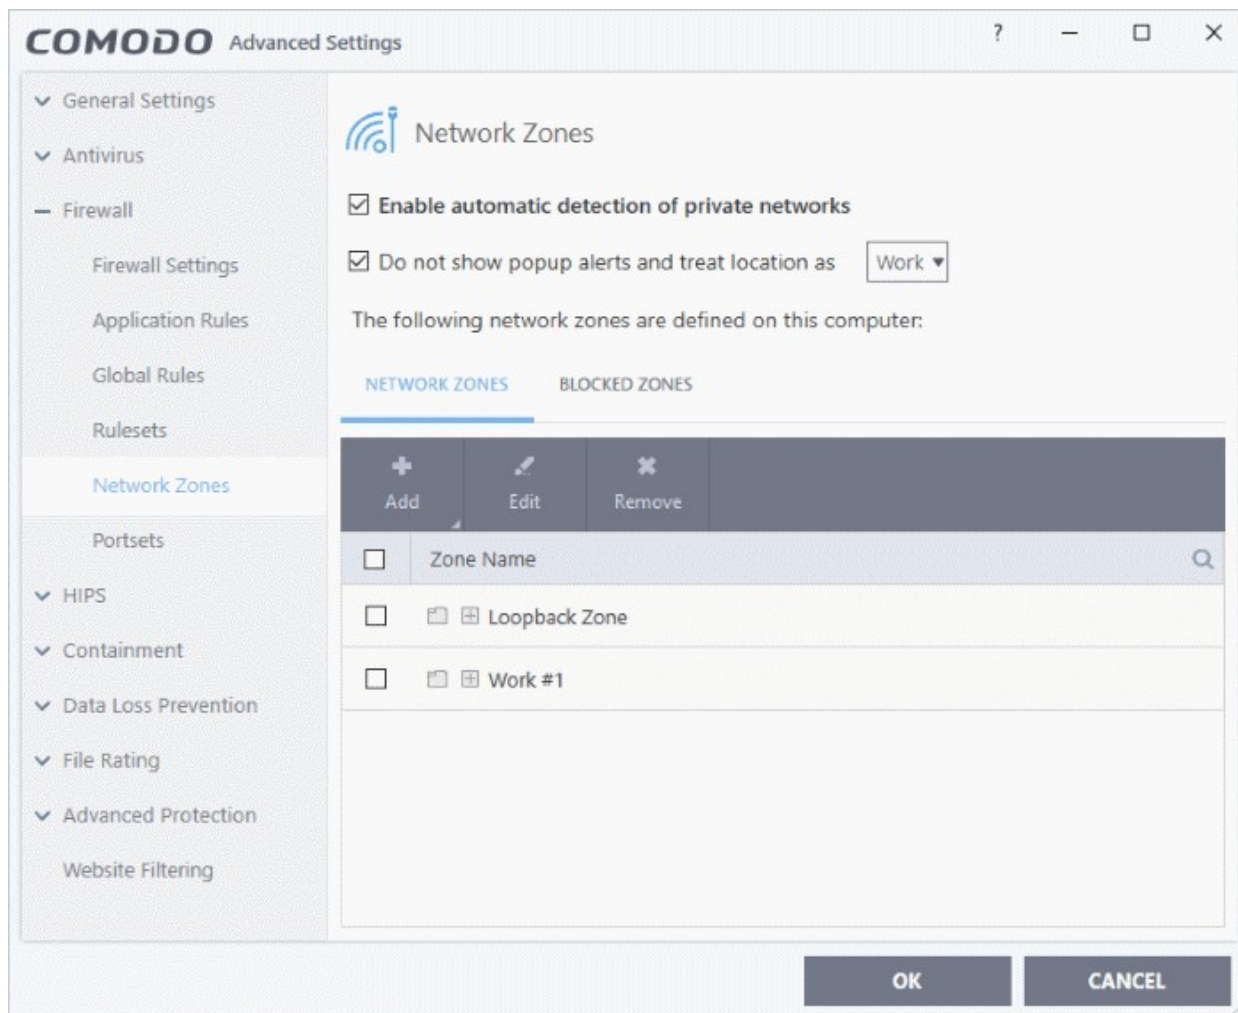 COMODO Advanced Settings ?
General Settings
Antivirus
Firewall
Firewall Settings
Application Rules
Global Rules
Rulesets
Network Zones
Portsets
HIPS
Containment
Data Loss Prevention
File Rating
Advanced Protection
Website Filtering
Network Zones
Enable automatic detection of private networks
Do not show popup alerts and treat location as Work
The following network zones are defined on this computer:
NETWORK ZONES BLOCKED ZONES
Add Edit Remove
Zone Name
Loopback Zone
Work #1
OK CANCEL